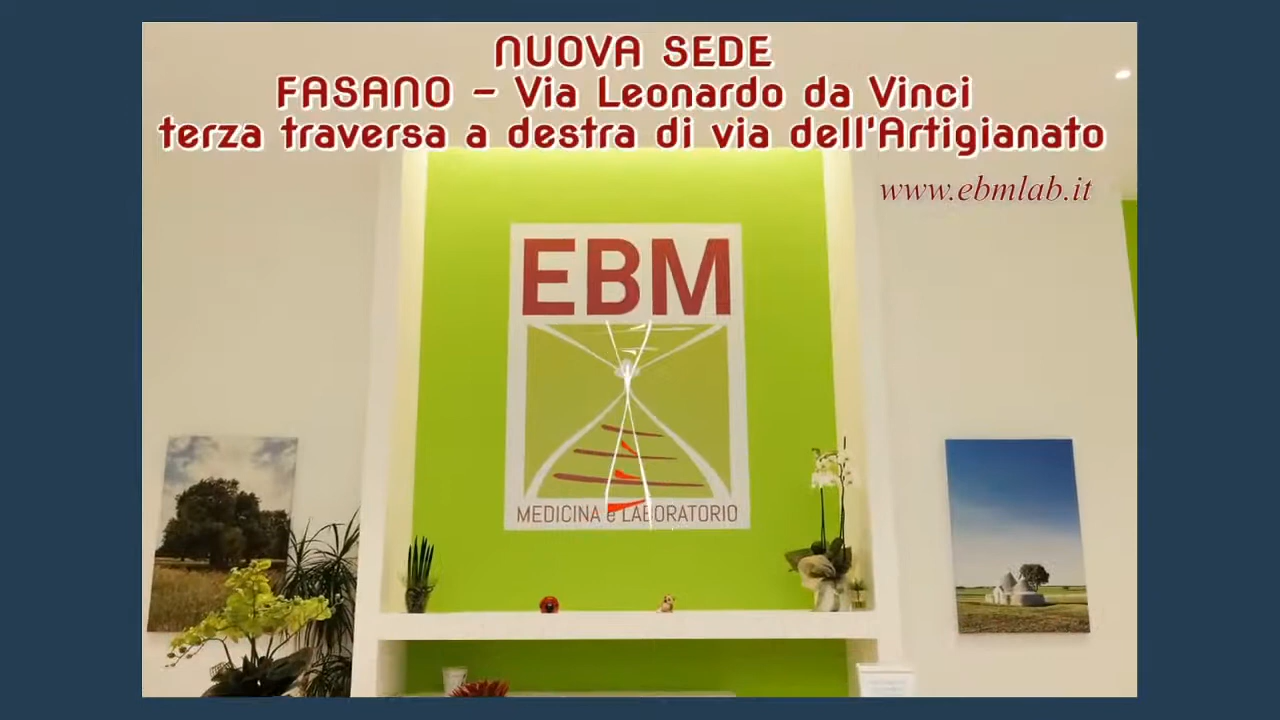 NUOVA SEDE
FASANO – Via Leonardo da Vinci
terza traversa a destra di via dell'Artigianato
www.ebmlab.it
EBM
MEDICINA e LABORATORIO